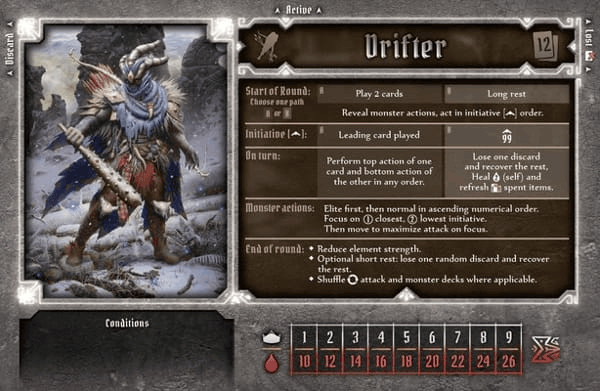 Active
Discard
Lost
Drifter
12
Start of Round:
Choose one path
A or B
A Play 2 cards
B Long rest
Reveal monster actions, act in initiative [ ] order.
Initiative [ ]:
A Leading card played
B 99
On turn:
Perform top action of one
card and bottom action of
the other in any order.
Lose one discard
and recover the rest,
Heal 2 (self) and
refresh spent items.
Monster actions:
Elite first, then normal in ascending numerical order.
Focus on ① closest, ② lowest initiative.
Then move to maximize attack on focus.
End of round:
◆ Reduce element strength.
◆ Optional short rest: lose one random discard and recover
the rest.
◆ Shuffle attack and monster decks where applicable.
Conditions
1 2 3 4 5 6 7 8 9
10 12 14 16 18 20 22 24 26